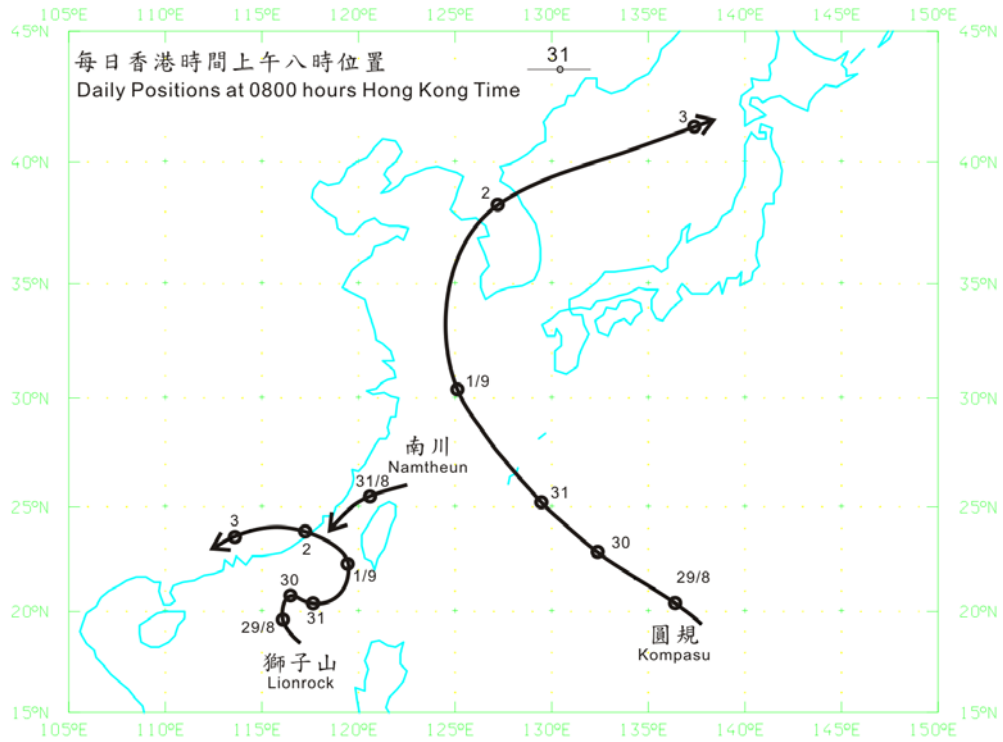 105ºE 110ºE 115ºE 120ºE 125ºE 130ºE 135ºE 140ºE 145ºE 150ºE
45ºN 45ºN
每日香港時間上午八時位置
31
Daily Positions at 0800 hours Hong Kong Time
3
40ºN 40ºN
2
35ºN 35ºN
1/9
30ºN 30ºN
南川
Namtheun
31/8
31
25ºN 25ºN
3
2
30
1/9
29/8
30
31
20ºN 20ºN
29/8
圓規
Kompasu
獅子山
Lionrock
15ºN 15ºN
105ºE 110ºE 115ºE 120ºE 125ºE 130ºE 135ºE 140ºE 145ºE 150ºE